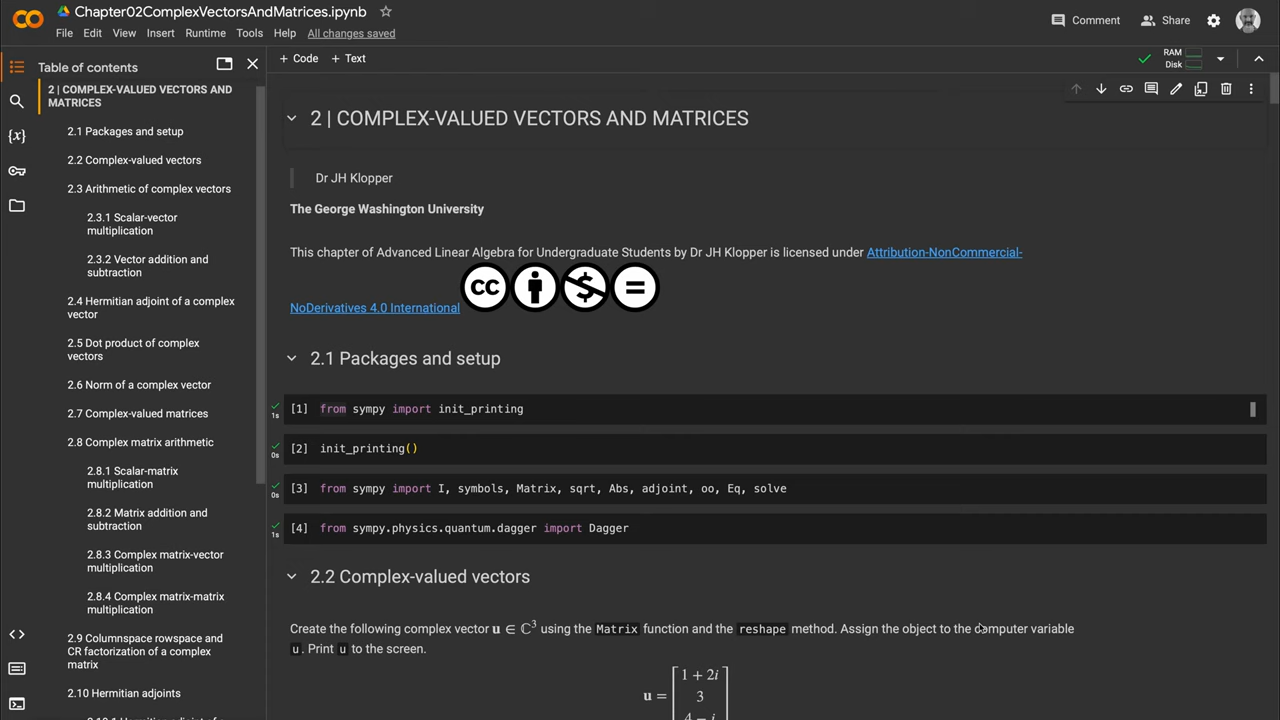 Chapter02ComplexVectorsAndMatrices.ipynb
File Edit View Insert Runtime Tools Help All changes saved
Comment Share
Table of contents
2 | COMPLEX-VALUED VECTORS AND
MATRICES
2.1 Packages and setup
2.2 Complex-valued vectors
2.3 Arithmetic of complex vectors
2.3.1 Scalar-vector
multiplication
2.3.2 Vector addition and
subtraction
2.4 Hermitian adjoint of a complex
vector
2.5 Dot product of complex
vectors
2.6 Norm of a complex vector
2.7 Complex-valued matrices
2.8 Complex matrix arithmetic
2.8.1 Scalar-matrix
multiplication
2.8.2 Matrix addition and
subtraction
2.8.3 Complex matrix-vector
multiplication
2.8.4 Complex matrix-matrix
multiplication
2.9 Columnspace rowspace and
CR factorization of a complex
matrix
2.10 Hermitian adjoints
+ Code + Text
RAM
Disk
2 | COMPLEX-VALUED VECTORS AND MATRICES
Dr JH Klopper
The George Washington University
This chapter of Advanced Linear Algebra for Undergraduate Students by Dr JH Klopper is licensed under Attribution-NonCommercial-
NoDerivatives 4.0 International
2.1 Packages and setup
1s [1] from sympy import init_printing
0s [2] init_printing()
0s [3] from sympy import I, symbols, Matrix, sqrt, Abs, adjoint, oo, Eq, solve
1s [4] from sympy.physics.quantum.dagger import Dagger
2.2 Complex-valued vectors
Create the following complex vector u ∈ ℂ³ using the Matrix function and the reshape method. Assign the object to the computer variable
u. Print u to the screen.
1 + 2i
u = 3
4 − i